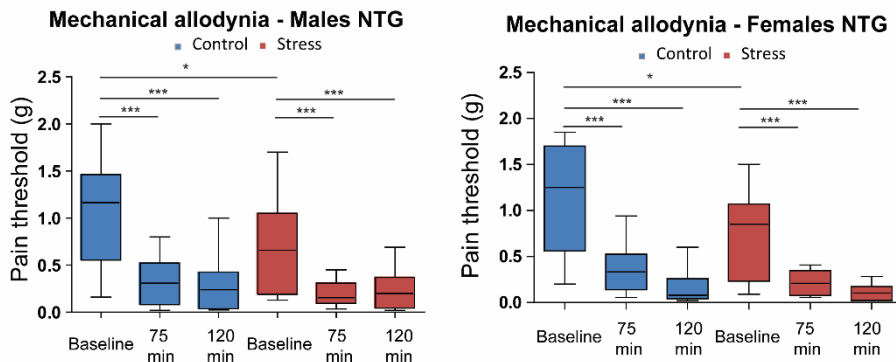 Mechanical allodynia - Males NTG
Control Stress
Pain threshold (g)
2.5
2.0
1.5
1.0
0.5
0.0
*
***
***
***
***
Baseline 75 min 120 min Baseline 75 min 120 min
Mechanical allodynia - Females NTG
Control Stress
Pain threshold (g)
2.5
2.0
1.5
1.0
0.5
0.0
*
***
***
***
***
Baseline 75 min 120 min Baseline 75 min 120 min